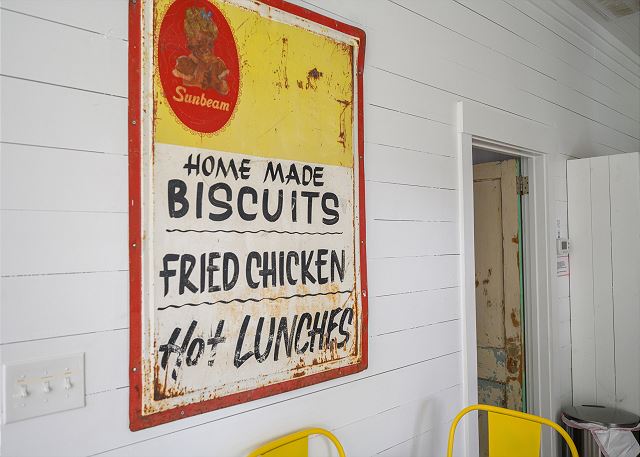 Sunbeam
HOME MADE
BISCUITS
FRIED CHICKEN
Hot LUNCHES